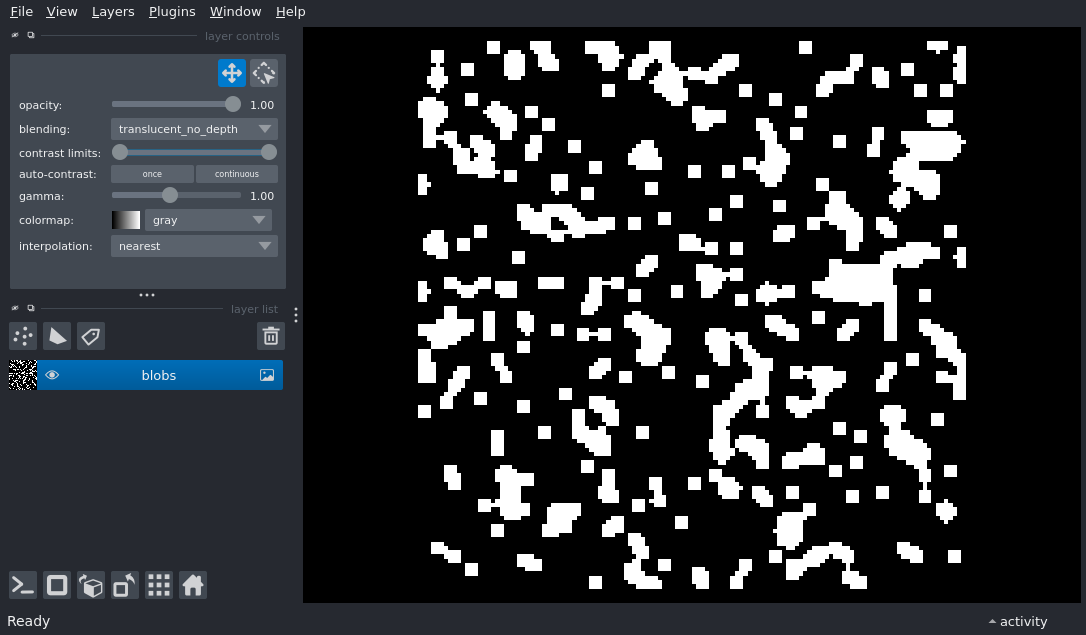 File View Layers Plugins Window Help
layer controls
opacity: 1.00
blending: translucent_no_depth
contrast limits:
auto-contrast: once continuous
gamma: 1.00
colormap: gray
interpolation: nearest
layer list
blobs
Ready
activity